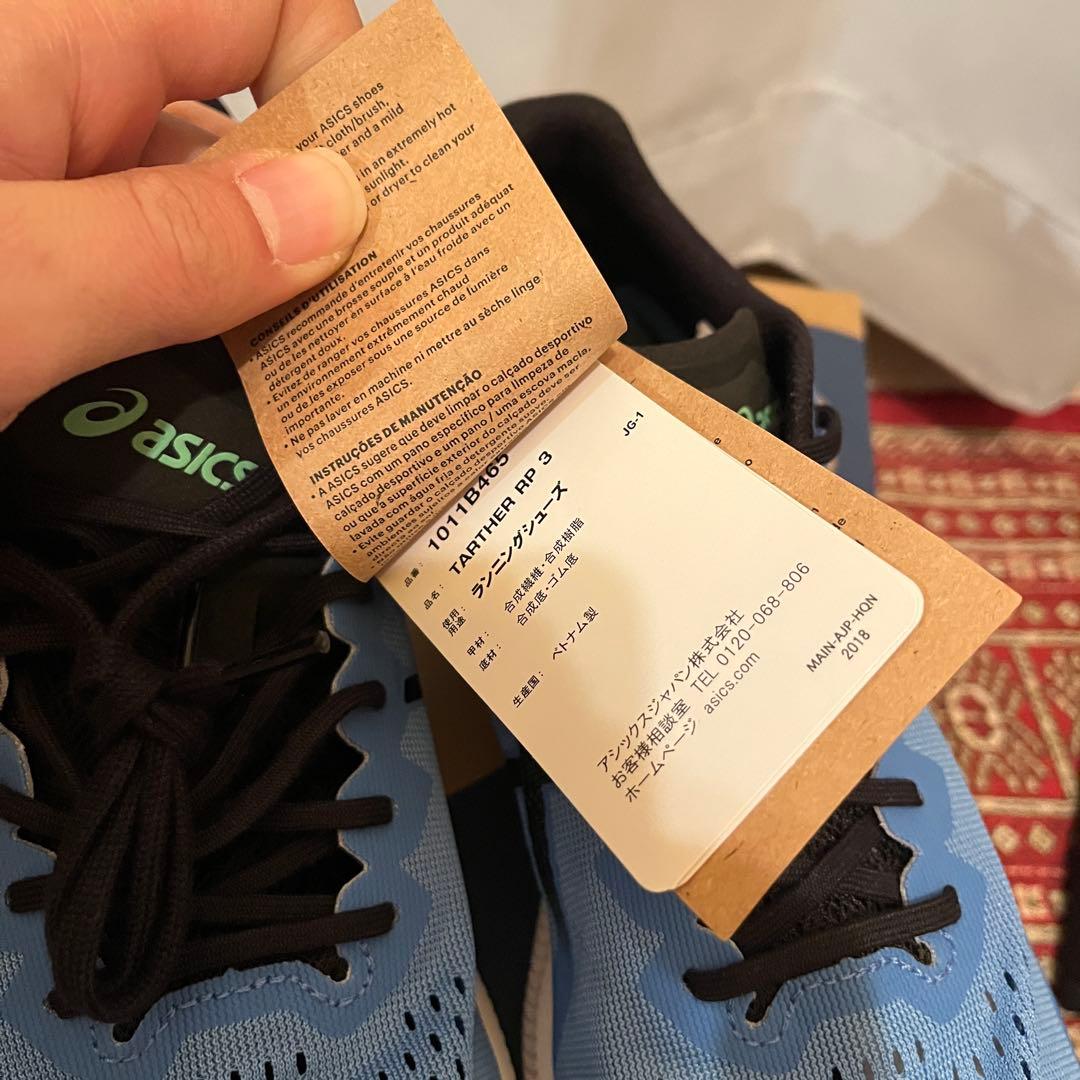 your ASICS shoes
cloth/brush,
and a mild
in an extremely hot
sunlight.
or dryer to clean your
CONSEILS D'UTILISATION
• ASICS recommande d'entretenir vos chaussures
ASICS avec une brosse souple et un produit adéquat
ou de les nettoyer en surface à l'eau froide avec un
détergent doux.
• Evitez de ranger vos chaussures ASICS dans
un environnement extrêmement chaud
ou de les exposer sous une source de lumière
importante.
• Ne pas laver en machine ni mettre au sèche linge
vos chaussures ASICS.
INSTRUÇÕES DE MANUTENÇÃO
• A ASICS sugere que deve limpar o calçado desportivo
ASICS com um pano específico para limpeza de
calçado desportivo e um pano / uma escova macia,
ou que a superfície exterior do calçado deve ser
lavada com água fria e detergente suave.
• Evite guardar o calçado desportivo ASICS
asics
JG-1
品番: 1011B465
品名: TARTHER RP 3
使用用途: ランニングシューズ
甲材: 合成繊維・合成樹脂
底材: 合成底・ゴム底
生産国: ベトナム製
アシックスジャパン株式会社
お客様相談室 TEL 0120-068-806
ホームページ asics.com
MAIN-AJP-HQN
2018